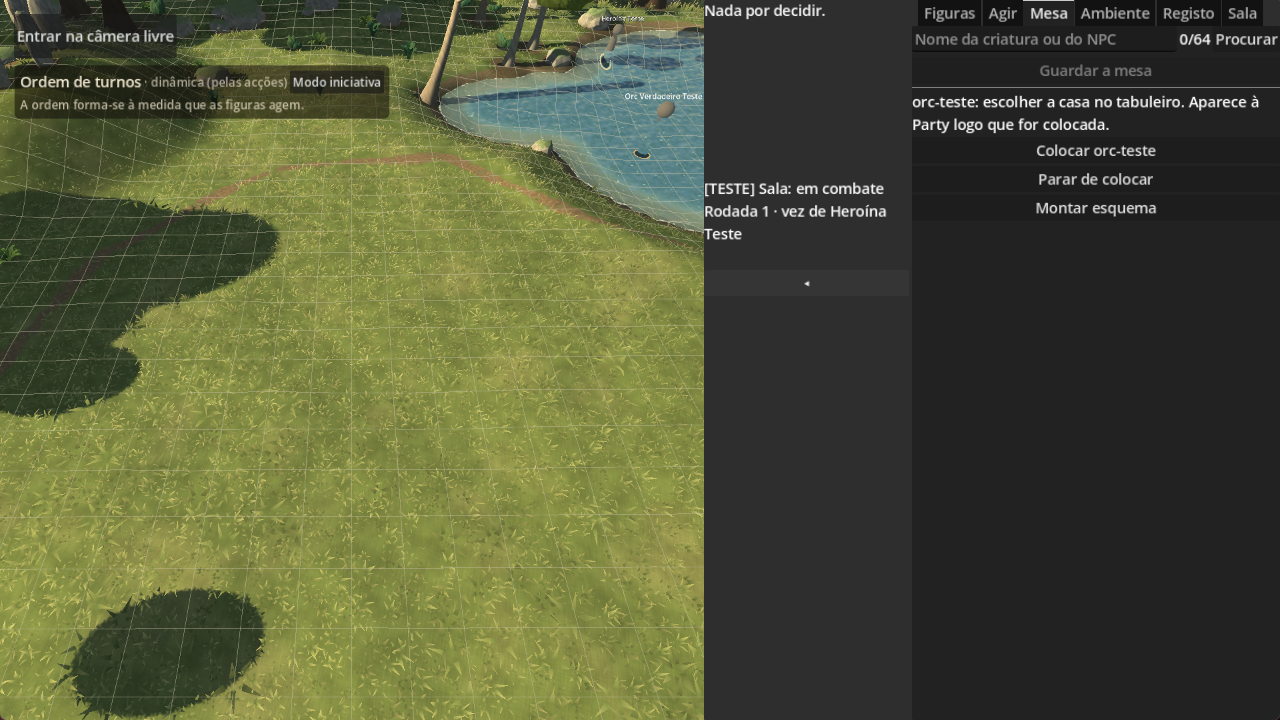 Entrar na câmera livre
Ordem de turnos · dinâmica (pelas acções) Modo iniciativa
A ordem forma-se à medida que as figuras agem.
Heroína Teste
Orc Verdadeiro Teste
Nada por decidir.
[TESTE] Sala: em combate
Rodada 1 · vez de Heroína
Teste
Figuras Agir Mesa Ambiente Registo Sala
Nome da criatura ou do NPC 0/64 Procurar
Guardar a mesa
orc-teste: escolher a casa no tabuleiro. Aparece à
Party logo que for colocada.
Colocar orc-teste
Parar de colocar
Montar esquema